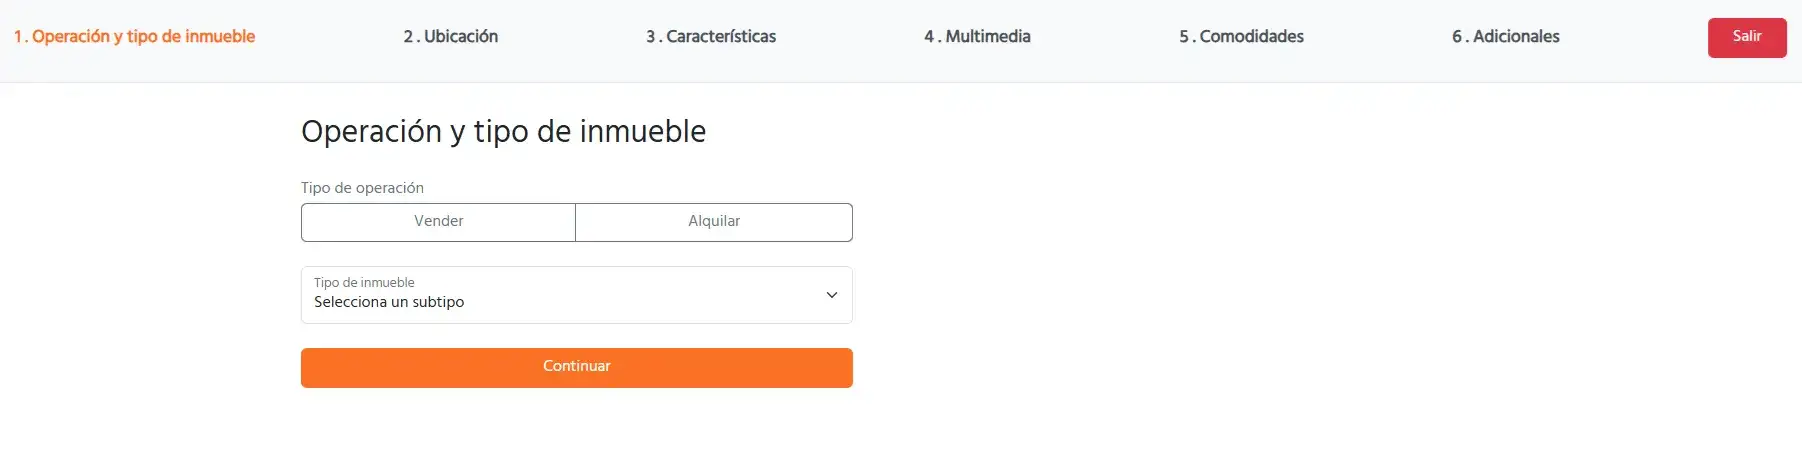 1 . Operación y tipo de inmueble
2 . Ubicación
3 . Características
4 . Multimedia
5 . Comodidades
6 . Adicionales
Salir
Operación y tipo de inmueble
Tipo de operación
Vender
Alquilar
Tipo de inmueble
Selecciona un subtipo
Continuar